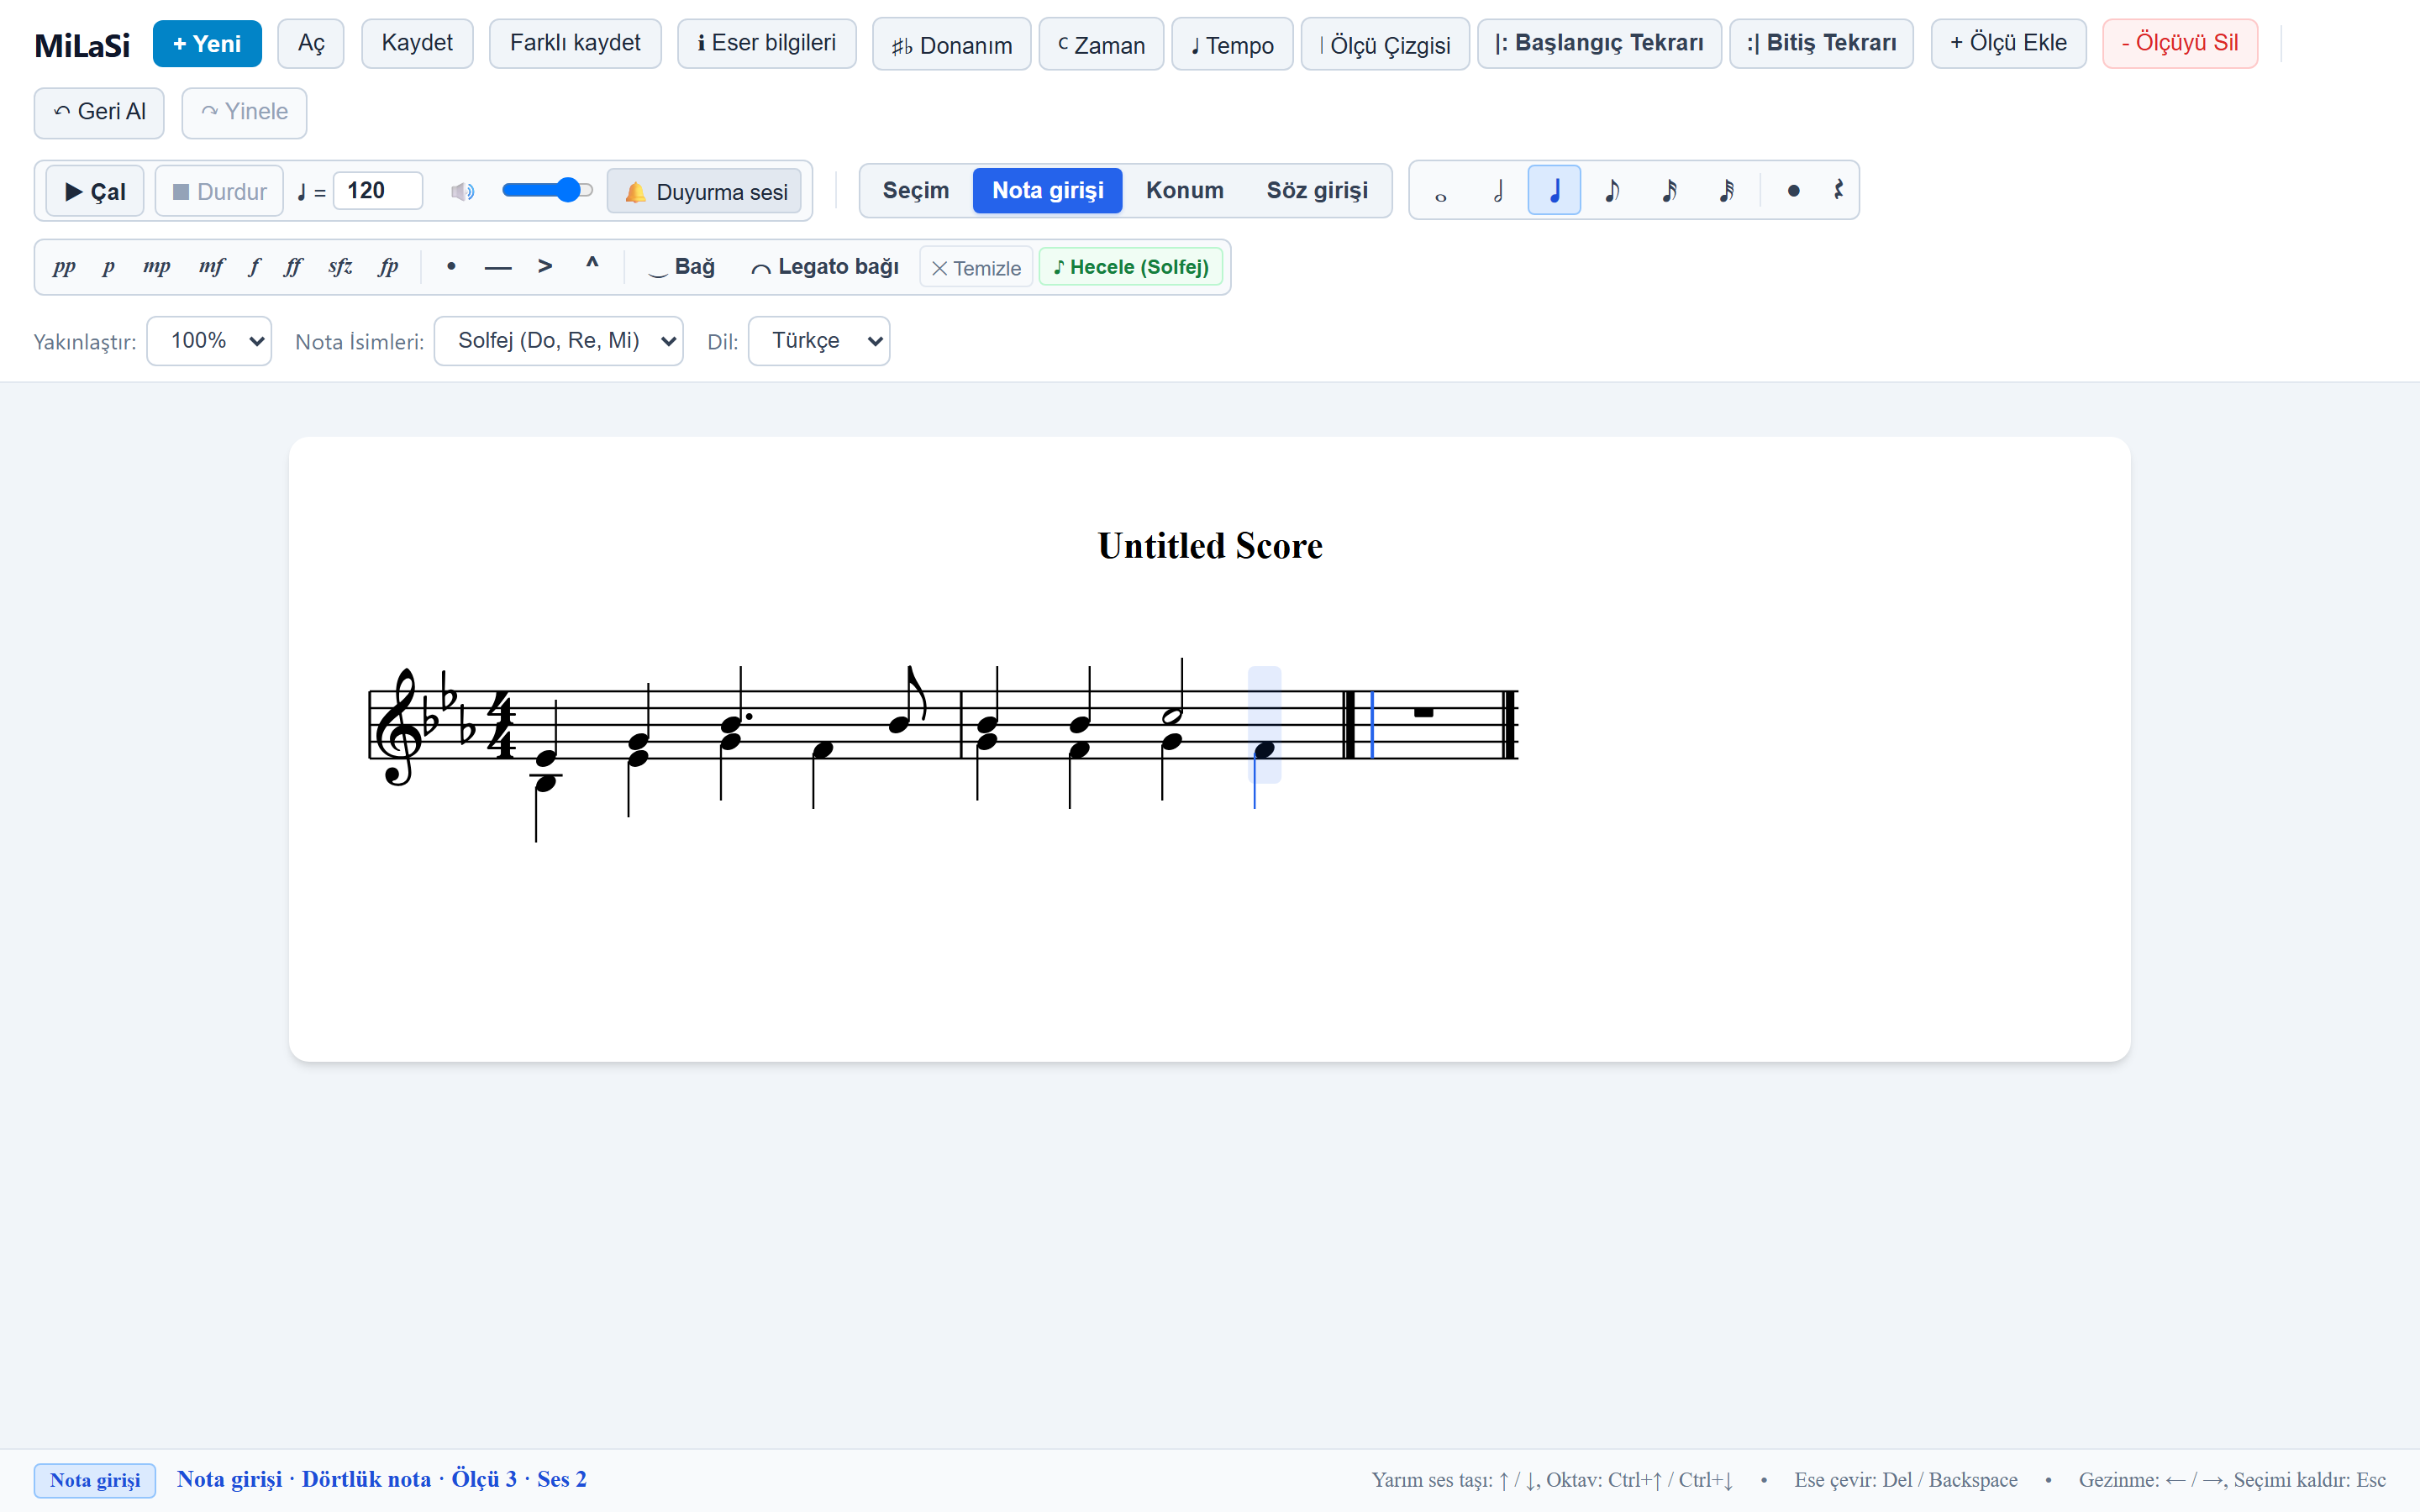 MiLaSi + Yeni Aç Kaydet Farklı kaydet ℹ Eser bilgileri ♯♭ Donanım C Zaman ♩ Tempo | Ölçü Çizgisi |: Başlangıç Tekrarı :| Bitiş Tekrarı + Ölçü Ekle - Ölçüyü Sil
↶ Geri Al ↷ Yinele
▶ Çal ■ Durdur ♩ = 120 🔊 🔔 Duyurma sesi Seçim Nota girişi Konum Söz girişi
pp p mp mf f ff sfz fp • — > ^ ‿ Bağ ⌒ Legato bağı ✕ Temizle ♪ Hecele (Solfej)
Yakınlaştır: 100% Nota İsimleri: Solfej (Do, Re, Mi) Dil: Türkçe
Untitled Score
4
4
Nota girişi Nota girişi · Dörtlük nota · Ölçü 3 · Ses 2 Yarım ses taşı: ↑ / ↓, Oktav: Ctrl+↑ / Ctrl+↓ • Ese çevir: Del / Backspace • Gezinme: ← / →, Seçimi kaldır: Esc